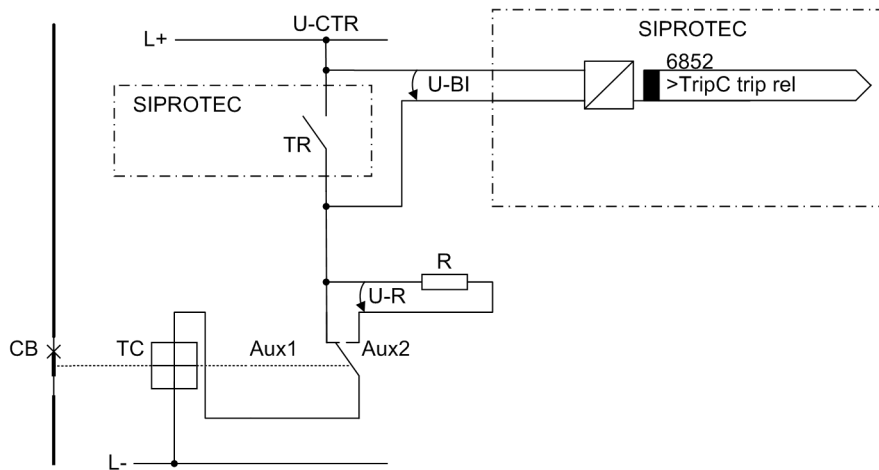 U-CTR
L+
SIPROTEC
6852
>TripC trip rel
U-BI
SIPROTEC
TR
R
U-R
CB
TC
Aux1
Aux2
L-